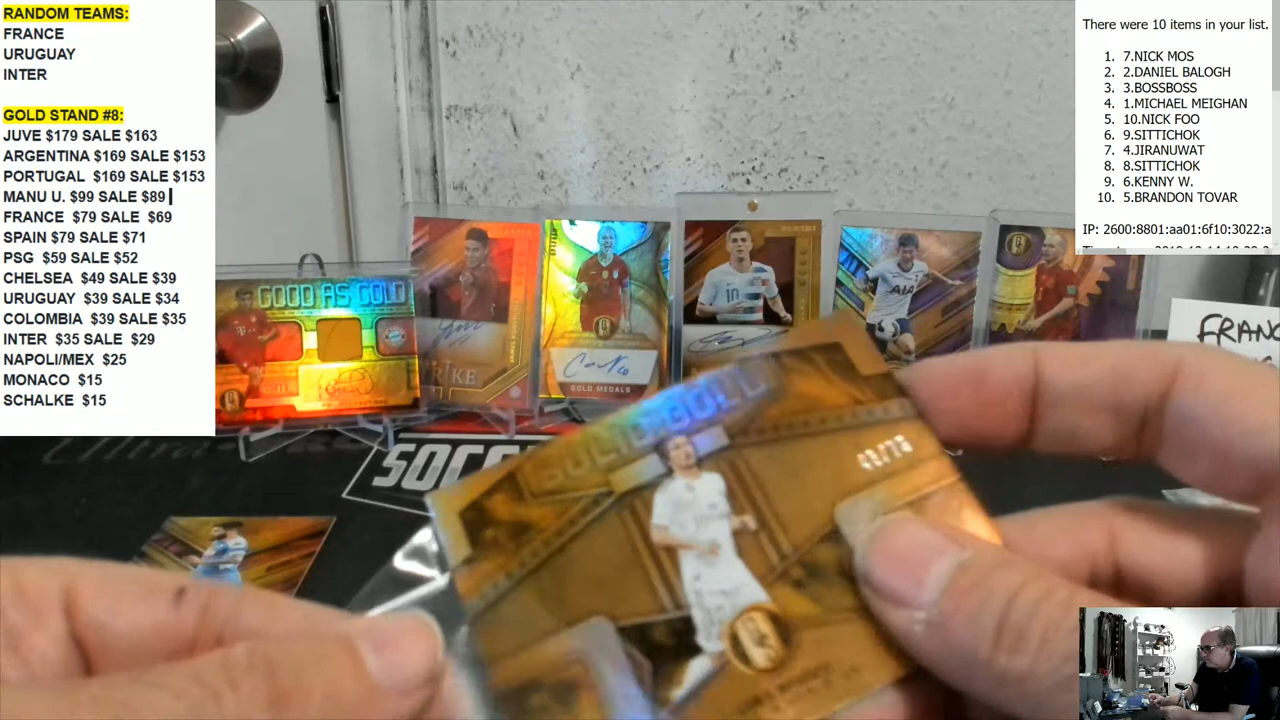 RANDOM TEAMS:
FRANCE
URUGUAY
INTER
GOLD STAND #8:
JUVE $179 SALE $163
ARGENTINA $169 SALE $153
PORTUGAL $169 SALE $153
MANU U. $99 SALE $89
FRANCE $79 SALE $69
SPAIN $79 SALE $71
PSG $59 SALE $52
CHELSEA $49 SALE $39
URUGUAY $39 SALE $34
COLOMBIA $39 SALE $35
INTER $35 SALE $29
NAPOLI/MEX $25
MONACO $15
SCHALKE $15
There were 10 items in your list.
1. 7.NICK MOS
2. 2.DANIEL BALOGH
3. 3.BOSSBOSS
4. 1.MICHAEL MEIGHAN
5. 10.NICK FOO
6. 9.SITTICHOK
7. 4.JIRANUWAT
8. 8.SITTICHOK
9. 6.KENNY W.
10. 5.BRANDON TOVAR
IP: 2600:8801:aa01:6f10:3022:a
GOOD AS GOLD
GOLD MEDALS
10
AIA
SOCC
FRANC
SOLID GOLD